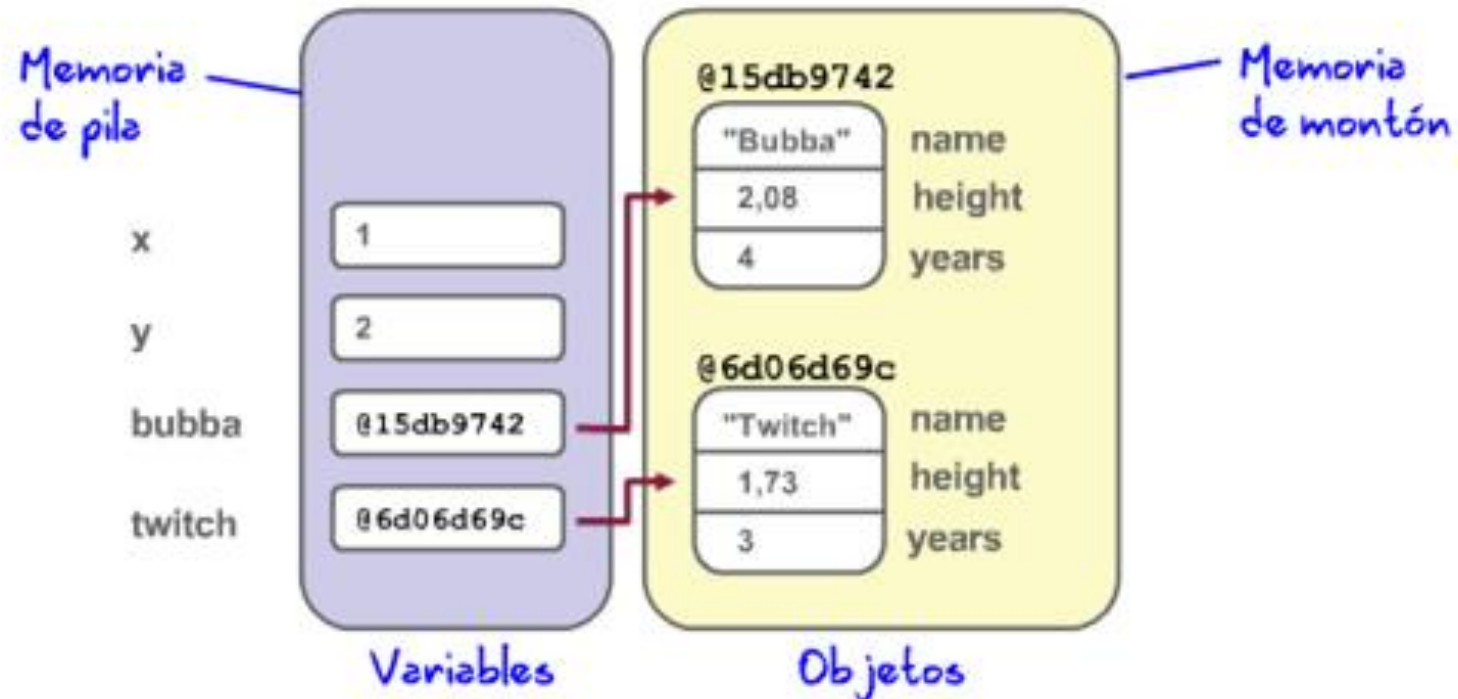 Memoria
de pila
Memoria
de montón
@15db9742
"Bubba" name
2,08 height
4 years
x 1
y 2
bubba @15db9742
twitch @6d06d69c
@6d06d69c
"Twitch" name
1,73 height
3 years
Variables
Objetos